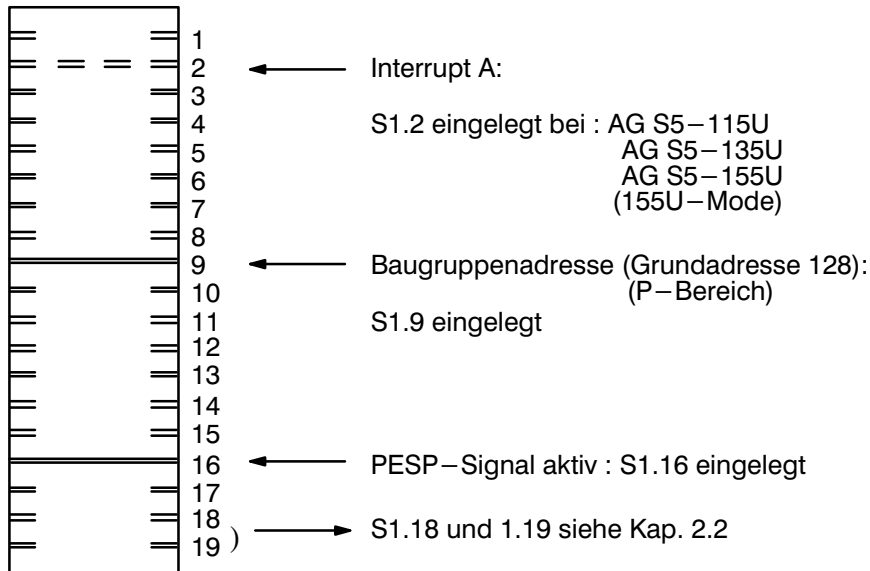 1
2 Interrupt A:
3
4 S1.2 eingelegt bei : AG S5−115U
5 AG S5−135U
6 AG S5−155U
7 (155U−Mode)
8
9 Baugruppenadresse (Grundadresse 128):
10 (P−Bereich)
11 S1.9 eingelegt
12
13
14
15
16 PESP−Signal aktiv : S1.16 eingelegt
17
18
19 ) S1.18 und 1.19 siehe Kap. 2.2